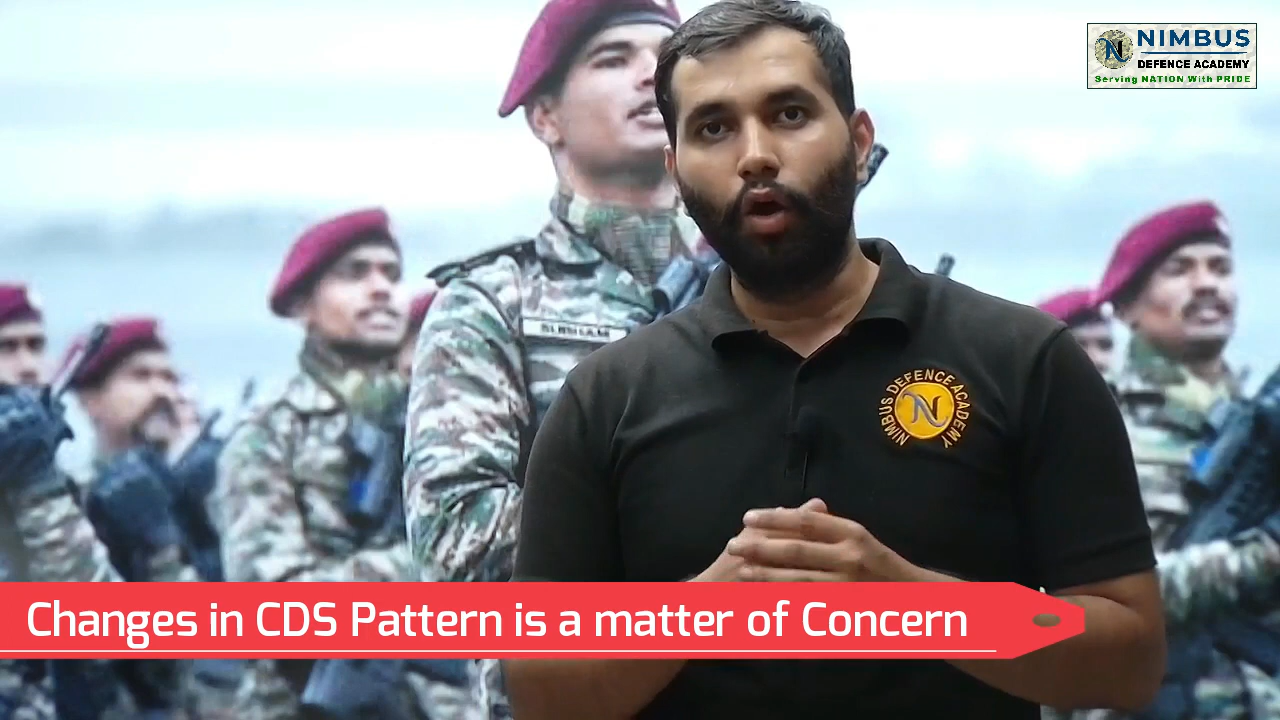 NIMBUS
DEFENCE ACADEMY
Serving NATION With PRIDE
NIMBUS DEFENCE ACADEMY
N
Changes in CDS Pattern is a matter of Concern